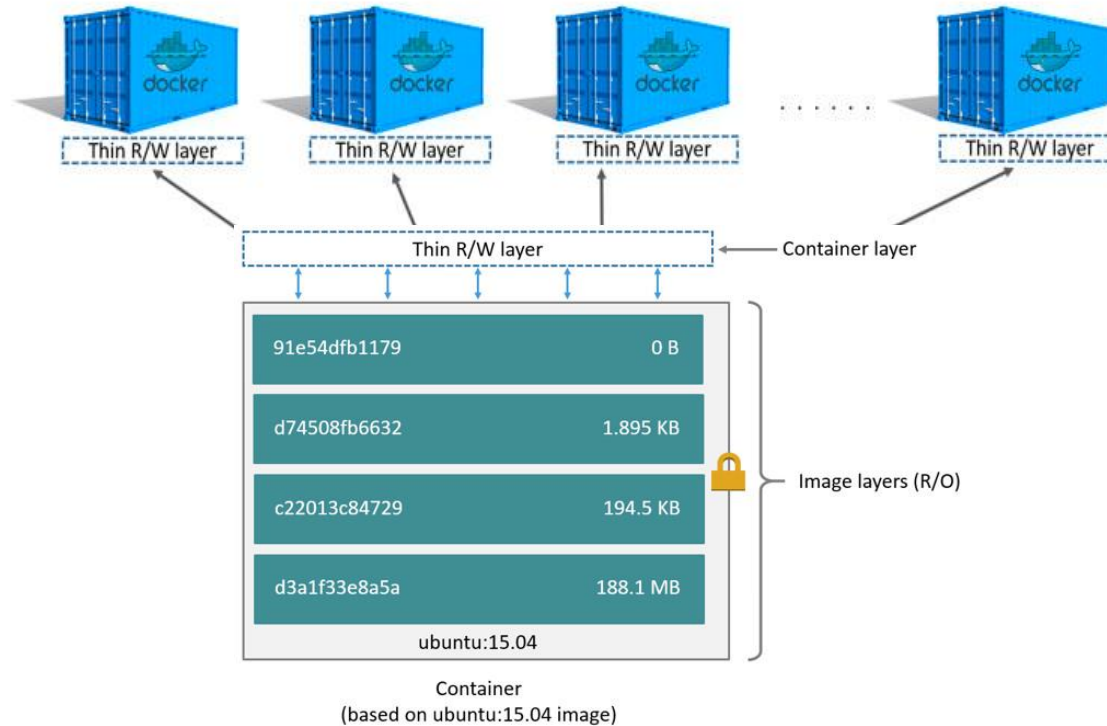 docker
docker
docker
docker
Thin R/W layer
Thin R/W layer
Thin R/W layer
Thin R/W layer
Thin R/W layer
Container layer
91e54dfb1179 0 B
d74508fb6632 1.895 KB
c22013c84729 194.5 KB
Image layers (R/O)
d3a1f33e8a5a 188.1 MB
ubuntu:15.04
Container
(based on ubuntu:15.04 image)